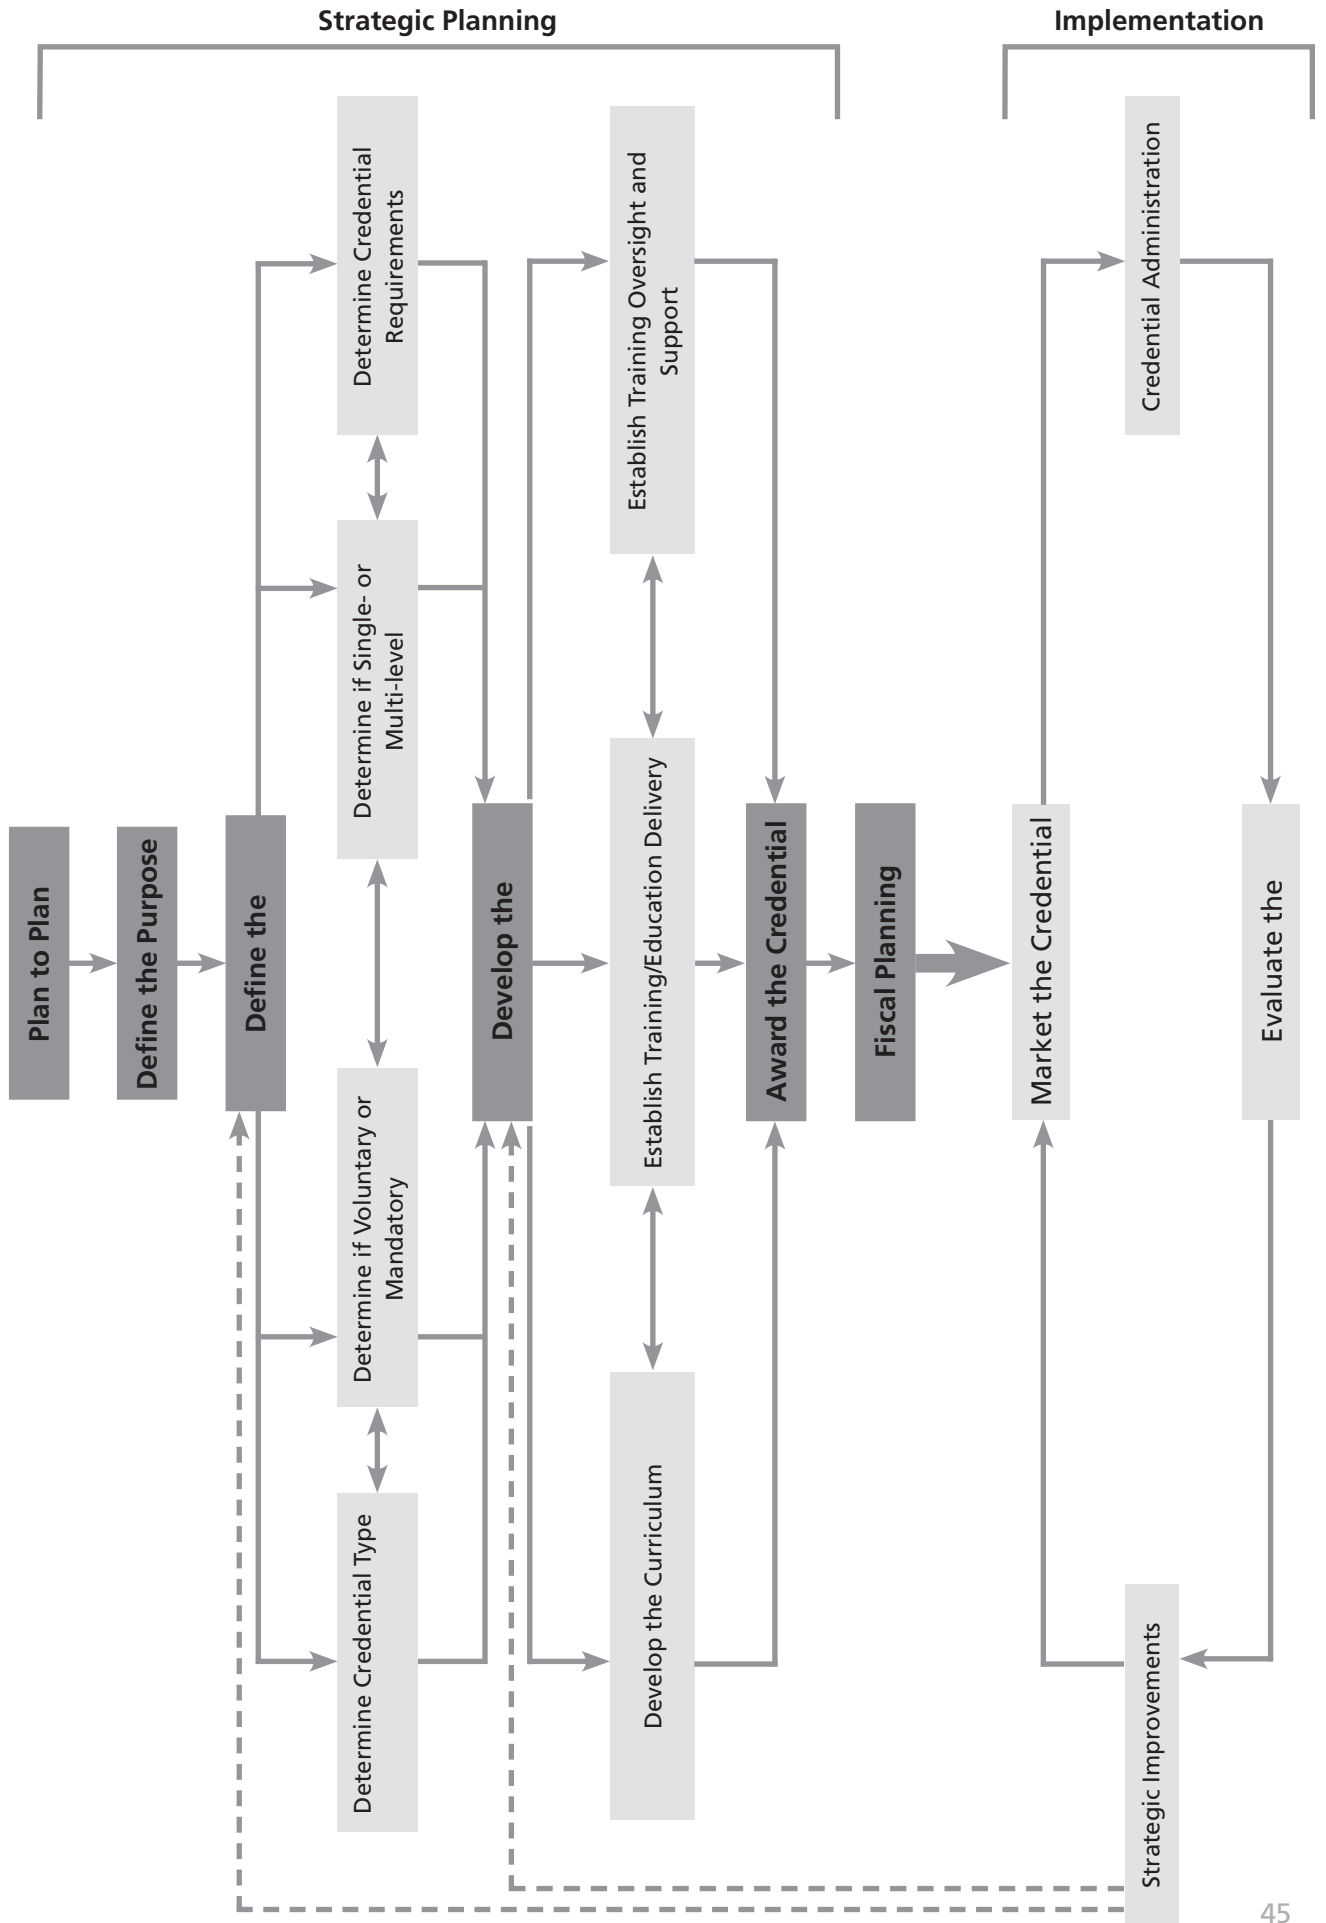 Strategic Planning
Implementation
Plan to Plan
Define the Purpose
Define the
Determine Credential Type
Determine if Voluntary or
Mandatory
Determine if Single- or
Multi-level
Determine Credential
Requirements
Develop the
Develop the Curriculum
Establish Training/Education Delivery
Establish Training Oversight and
Support
Award the Credential
Fiscal Planning
Market the Credential
Credential Administration
Evaluate the
Strategic Improvements
45